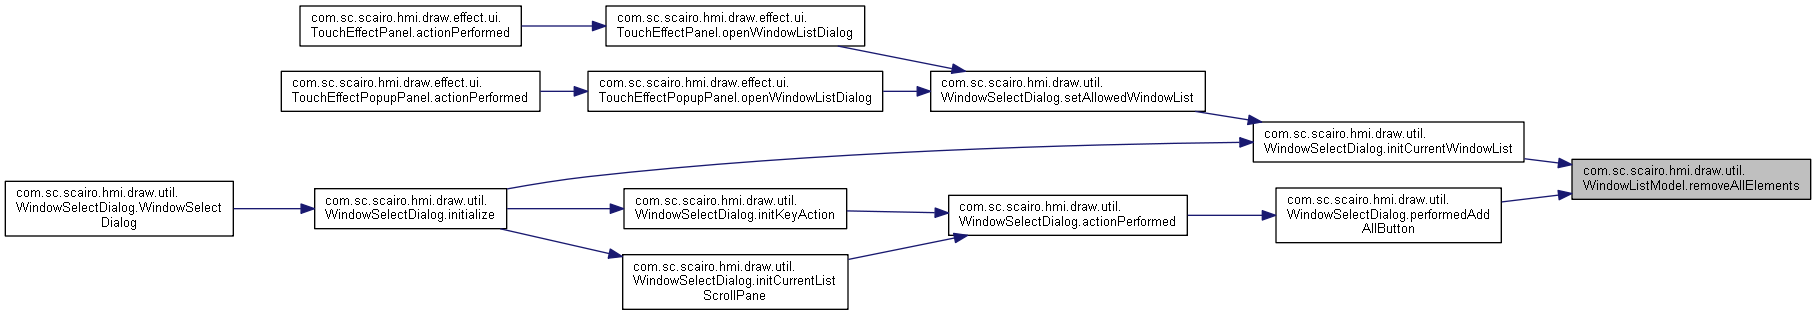 com.sc.scairo.hmi.draw.effect.ui.
TouchEffectPanel.actionPerformed
com.sc.scairo.hmi.draw.effect.ui.
TouchEffectPanel.openWindowListDialog
com.sc.scairo.hmi.draw.effect.ui.
TouchEffectPopupPanel.actionPerformed
com.sc.scairo.hmi.draw.effect.ui.
TouchEffectPopupPanel.openWindowListDialog
com.sc.scairo.hmi.draw.util.
WindowSelectDialog.setAllowedWindowList
com.sc.scairo.hmi.draw.util.
WindowSelectDialog.initCurrentWindowList
com.sc.scairo.hmi.draw.util.
WindowListModel.removeAllElements
com.sc.scairo.hmi.draw.util.
WindowSelectDialog.WindowSelect
Dialog
com.sc.scairo.hmi.draw.util.
WindowSelectDialog.initialize
com.sc.scairo.hmi.draw.util.
WindowSelectDialog.initKeyAction
com.sc.scairo.hmi.draw.util.
WindowSelectDialog.actionPerformed
com.sc.scairo.hmi.draw.util.
WindowSelectDialog.performedAdd
AllButton
com.sc.scairo.hmi.draw.util.
WindowSelectDialog.initCurrentList
ScrollPane